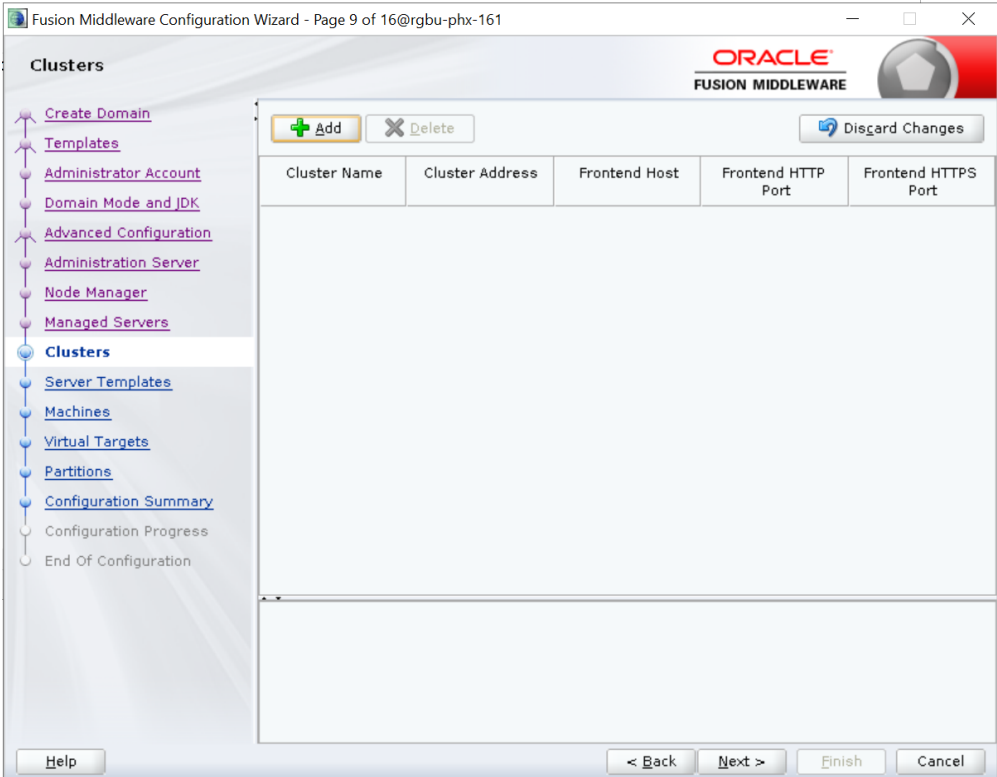 Fusion Middleware Configuration Wizard - Page 9 of 16@rgbu-phx-161
Clusters
ORACLE
FUSION MIDDLEWARE
Create Domain
Templates
Administrator Account
Domain Mode and JDK
Advanced Configuration
Administration Server
Node Manager
Managed Servers
Clusters
Server Templates
Machines
Virtual Targets
Partitions
Configuration Summary
Configuration Progress
End Of Configuration
Add
Delete
Discard Changes
Cluster Name
Cluster Address
Frontend Host
Frontend HTTP
Port
Frontend HTTPS
Port
Help
< Back
Next >
Finish
Cancel